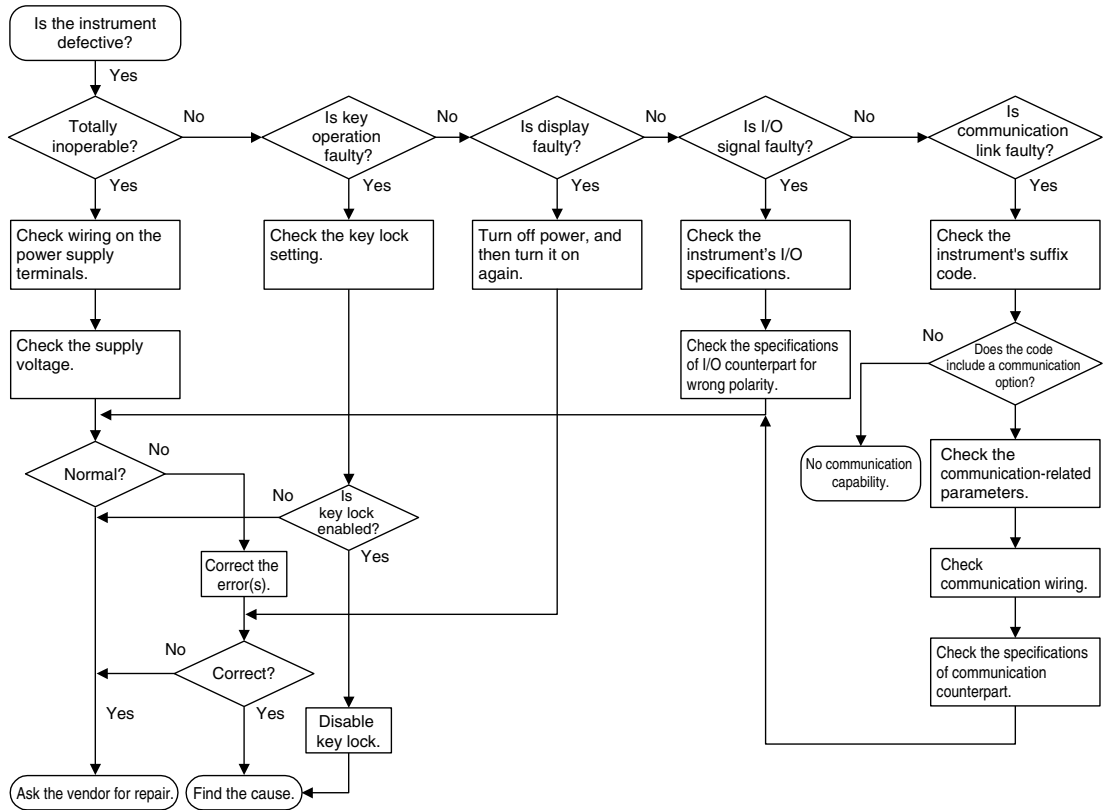 Is the instrument
defective?
Yes
Totally
inoperable?
No
Is key
operation
faulty?
No
Is display
faulty?
No
Is I/O
signal faulty?
No
Is
communication
link faulty?
Yes
Yes
Yes
Yes
Yes
Check wiring on the
power supply
terminals.
Check the key lock
setting.
Turn off power, and
then turn it on
again.
Check the
instrument's I/O
specifications.
Check the
instrument's suffix
code.
Check the supply
voltage.
Check the specifications
of I/O counterpart for
wrong polarity.
No
Does the code
include a communication
option?
Yes
Normal?
No
No
Is
key lock
enabled?
Yes
No communication
capability.
Check the
communication-related
parameters.
Correct the
error(s).
Check
communication wiring.
No
Correct?
Yes
Yes
Check the specifications
of communication
counterpart.
Disable
key lock.
Ask the vendor for repair.
Find the cause.